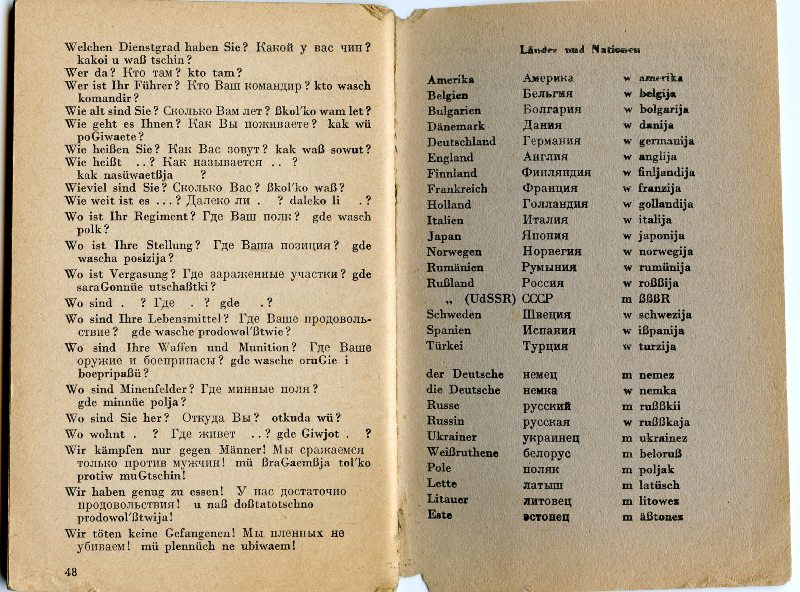 Welchen Dienstgrad haben Sie? Какой у вас чин?
kakoi u waß tschin?
Wer da? Кто там? kto tam?
Wer ist Ihr Führer? Кто Ваш командир? kto wasch
komandir?
Wie alt sind Sie? Сколько Вам лет? ßkol'ko wam let?
Wie geht es Ihnen? Как Вы поживаете? kak wü
poGiwaete?
Wie heißen Sie? Как Вас зовут? kak waß sowut?
Wie heißt . .? Как называется . . ?
kak nasüwaetßja ?
Wieviel sind Sie? Сколько Вас? ßkol'ko waß?
Wie weit ist es . . .? Далеко ли . ? daleko li . ?
Wo ist Ihr Regiment? Где Ваш полк? gde wasch
polk?
Wo ist Ihre Stellung? Где Ваша позиция? gde
wascha posizija?
Wo ist Vergasung? Где зараженные участки? gde
saraGonnüe utschaßtki?
Wo sind . ? Где . ? gde .?
Wo sind Ihre Lebensmittel? Где Ваше продоволь-
ствие? gde wasche prodowol'ßtwie?
Wo sind Ihre Waffen und Munition? Где Ваше
оружие и боеприпасы? gde wasche oruGie i
boepripaßü?
Wo sind Minenfelder? Где минные поля?
gde minnüe polja?
Wo sind Sie her? Откуда Вы? otkuda wü?
Wo wohnt . ? Где живет . .? gde Giwjot . ?
Wir kämpfen nur gegen Männer! Мы сражаемся
только против мужчин! mü ßraGaemßja tol'ko
protiw muGtschin!
Wir haben genug zu essen! У нас достаточно
продовольствия! u naß doßtatotschno
prodowol'ßtwija!
Wir töten keine Gefangenen! Мы пленных не
убиваем! mü plennüch ne ubiwaem!
48
Länder und Nationen
Amerika Америка w amerika
Belgien Бельгия w belgija
Bulgarien Болгария w bolgarija
Dänemark Дания w danija
Deutschland Германия w germanija
England Англия w anglija
Finnland Финляндия w finljandija
Frankreich Франция w franzija
Holland Голландия w gollandija
Italien Италия w italija
Japan Япония w japonija
Norwegen Норвегия w norwegija
Rumänien Румыния w rumünija
Rußland Россия w roßßija
„ (UdSSR) СССР m ßßßR
Schweden Швеция w schwezija
Spanien Испания w ißpanija
Türkei Турция w turzija
der Deutsche немец m nemez
die Deutsche немка w nemka
Russe русский m rußßkii
Russin русская w rußßkaja
Ukrainer украинец m ukrainez
Weißruthene белорус m beloruß
Pole поляк m poljak
Lette латыш m latüsch
Litauer литовец m litowez
Este эстонец m äßtonez